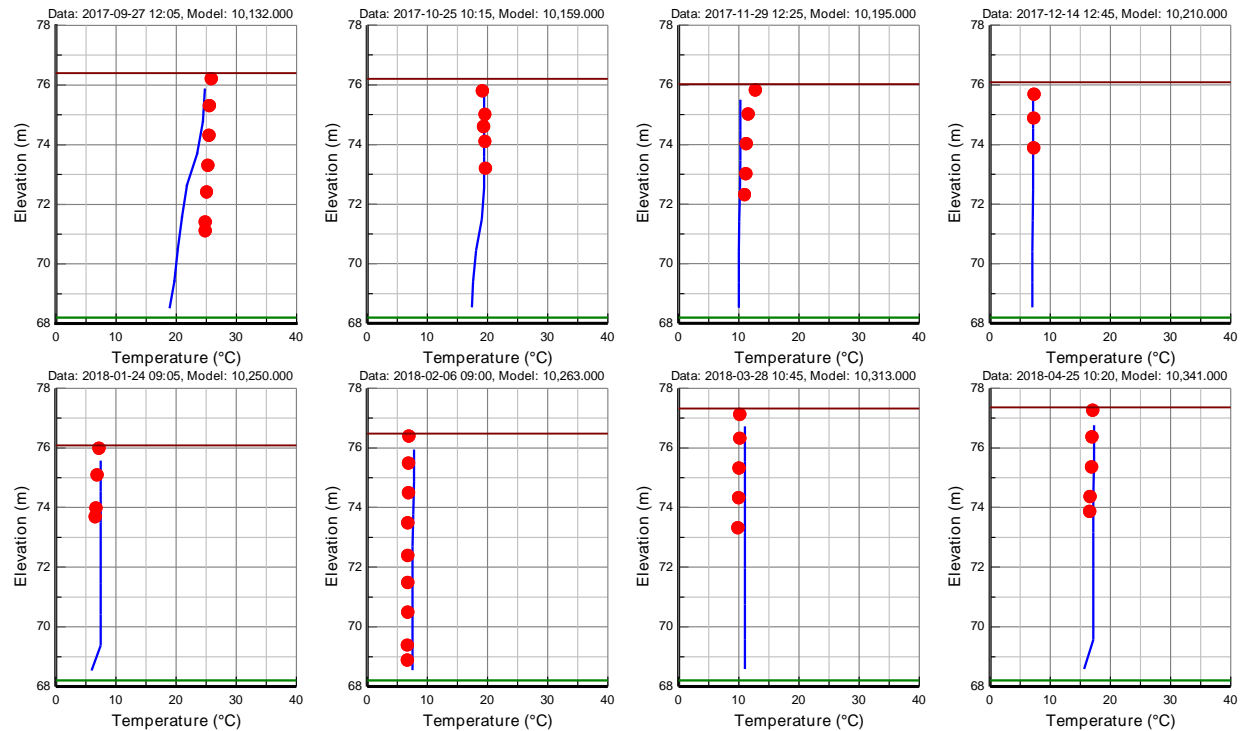 Data: 2017-09-27 12:05, Model: 10,132.000
78
76
74
72
70
68
Elevation (m)
0 10 20 30 40
Temperature (°C)
Data: 2017-10-25 10:15, Model: 10,159.000
78
76
74
72
70
68
Elevation (m)
0 10 20 30 40
Temperature (°C)
Data: 2017-11-29 12:25, Model: 10,195.000
78
76
74
72
70
68
Elevation (m)
0 10 20 30 40
Temperature (°C)
Data: 2017-12-14 12:45, Model: 10,210.000
78
76
74
72
70
68
Elevation (m)
0 10 20 30 40
Temperature (°C)
Data: 2018-01-24 09:05, Model: 10,250.000
78
76
74
72
70
68
Elevation (m)
0 10 20 30 40
Temperature (°C)
Data: 2018-02-06 09:00, Model: 10,263.000
78
76
74
72
70
68
Elevation (m)
0 10 20 30 40
Temperature (°C)
Data: 2018-03-28 10:45, Model: 10,313.000
78
76
74
72
70
68
Elevation (m)
0 10 20 30 40
Temperature (°C)
Data: 2018-04-25 10:20, Model: 10,341.000
78
76
74
72
70
68
Elevation (m)
0 10 20 30 40
Temperature (°C)